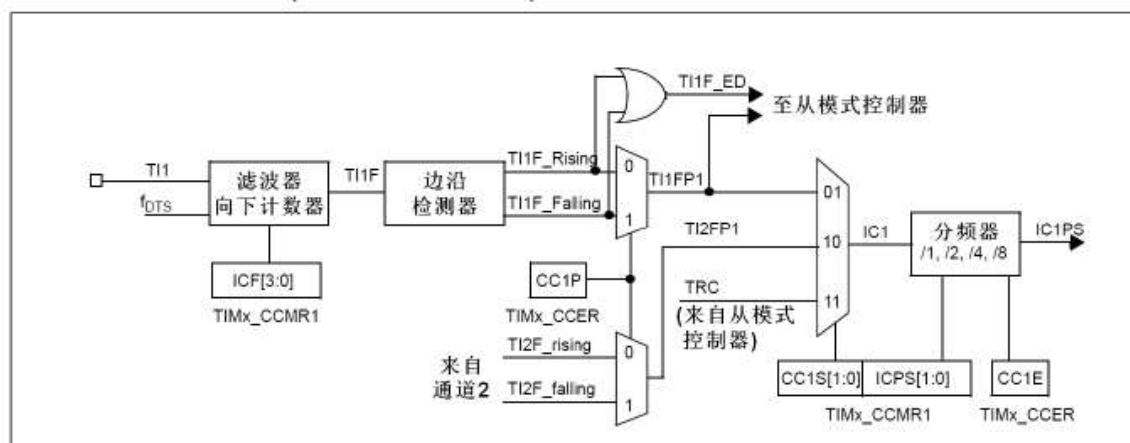 TI1F_ED
至从模式控制器
TI1
f_DTS
滤波器
向下计数器
TI1F
边沿
检测器
TI1F_Rising
TI1F_Falling
0
1
TI1FP1
01
TI2FP1
10
IC1
分频器
/1, /2, /4, /8
IC1PS
ICF[3:0]
TIMx_CCMR1
CC1P
TIMx_CCER
TRC
11
(来自从模式
控制器)
来自
通道2
TI2F_rising
TI2F_falling
0
1
CC1S[1:0]
ICPS[1:0]
CC1E
TIMx_CCMR1
TIMx_CCER